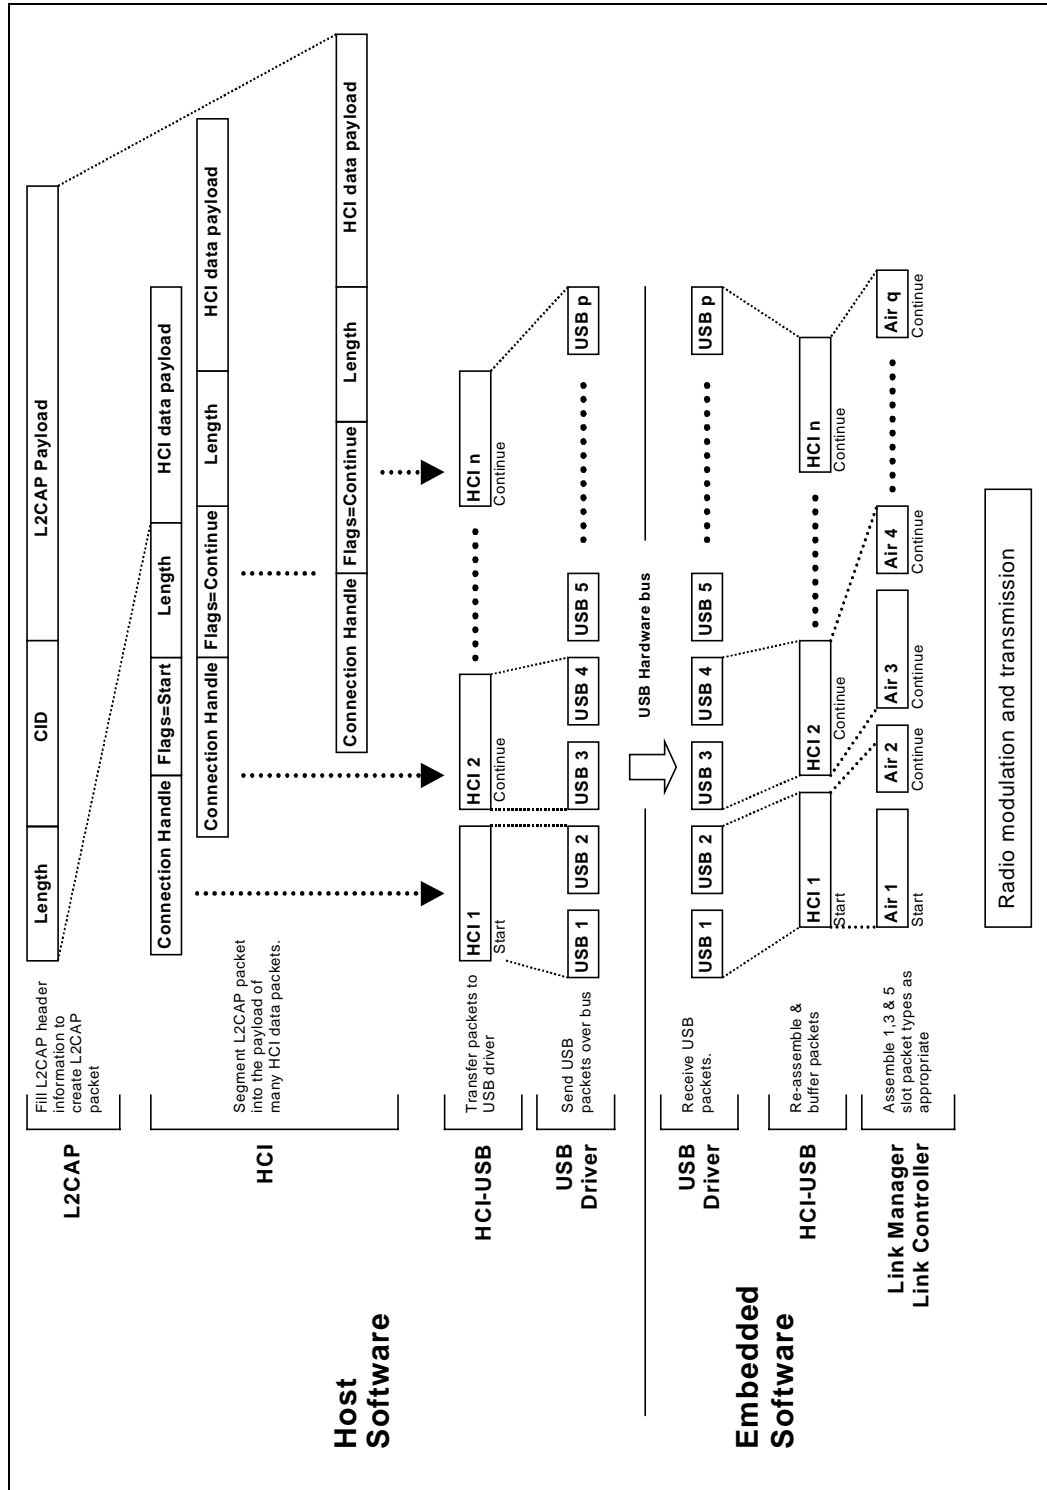 Host
Software
L2CAP
Fill L2CAP header
information to
create L2CAP
packet
Length
CID
L2CAP Payload
HCI
Segment L2CAP packet
into the payload of
many HCI data packets.
Connection Handle
Flags=Start
Length
HCI data payload
Connection Handle
Flags=Continue
Length
HCI data payload
Connection Handle
Flags=Continue
Length
HCI data payload
HCI-USB
Transfer packets to
USB driver
HCI 1
Start
HCI 2
Continue
HCI n
Continue
USB
Driver
Send USB
packets over bus
USB 1
USB 2
USB 3
USB 4
USB 5
USB p
USB Hardware bus
Embedded
Software
USB
Driver
Receive USB
packets.
USB 1
USB 2
USB 3
USB 4
USB 5
USB p
HCI-USB
Re-assemble &
buffer packets
HCI 1
Start
HCI 2
Continue
HCI n
Continue
Link Manager
Link Controller
Assemble 1,3 & 5
slot packet types as
appropriate
Air 1
Start
Air 2
Continue
Air 3
Continue
Air 4
Continue
Air q
Continue
Radio modulation and transmission